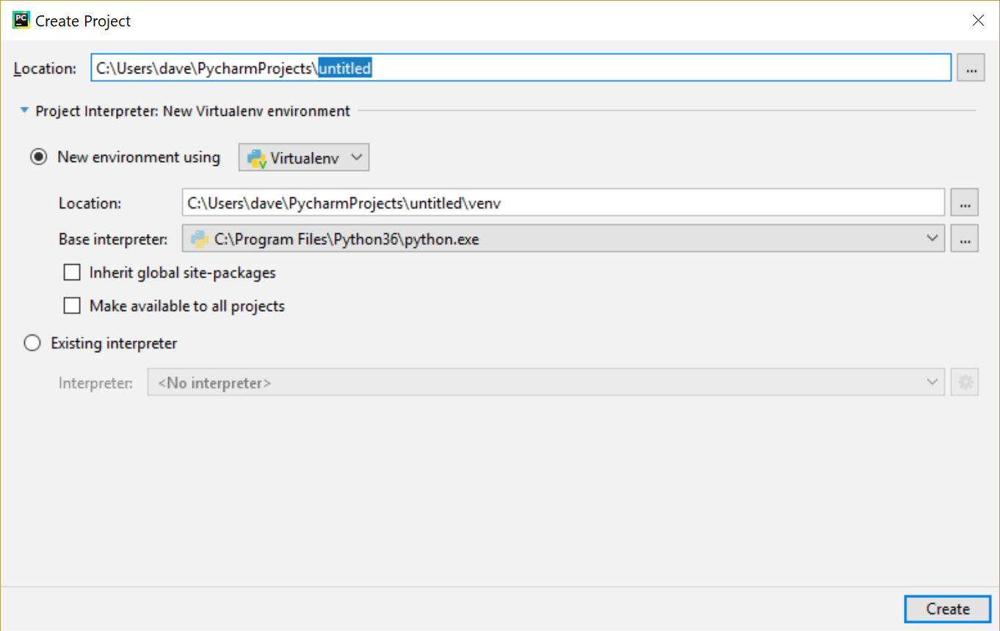 PC
Create Project
Location: C:\Users\dave\PycharmProjects\untitled ...
Project Interpreter: New Virtualenv environment
New environment using Virtualenv
Location: C:\Users\dave\PycharmProjects\untitled\venv ...
Base interpreter: C:\Program Files\Python36\python.exe ...
Inherit global site-packages
Make available to all projects
Existing interpreter
Interpreter: <No interpreter>
Create